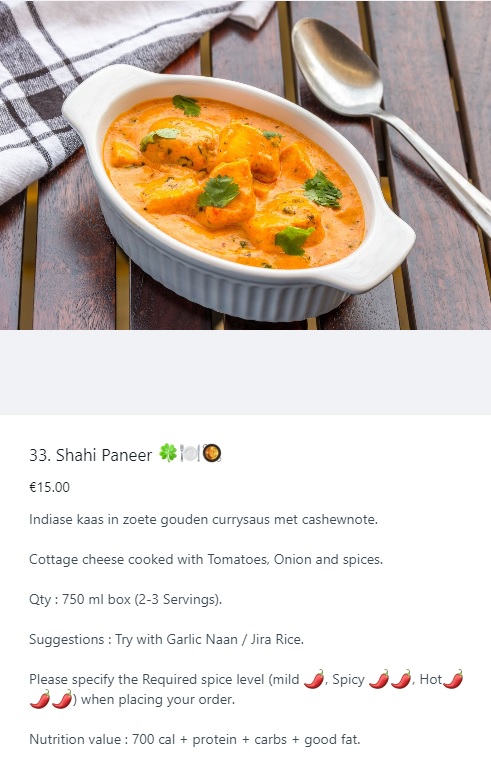 33. Shahi Paneer 🍀🍽️🥘
€15.00
Indiase kaas in zoete gouden currysaus met cashewnote.
Cottage cheese cooked with Tomatoes, Onion and spices.
Qty : 750 ml box (2-3 Servings).
Suggestions : Try with Garlic Naan / Jira Rice.
Please specify the Required spice level (mild 🌶️, Spicy 🌶️🌶️, Hot🌶️
🌶️🌶️) when placing your order.
Nutrition value : 700 cal + protein + carbs + good fat.